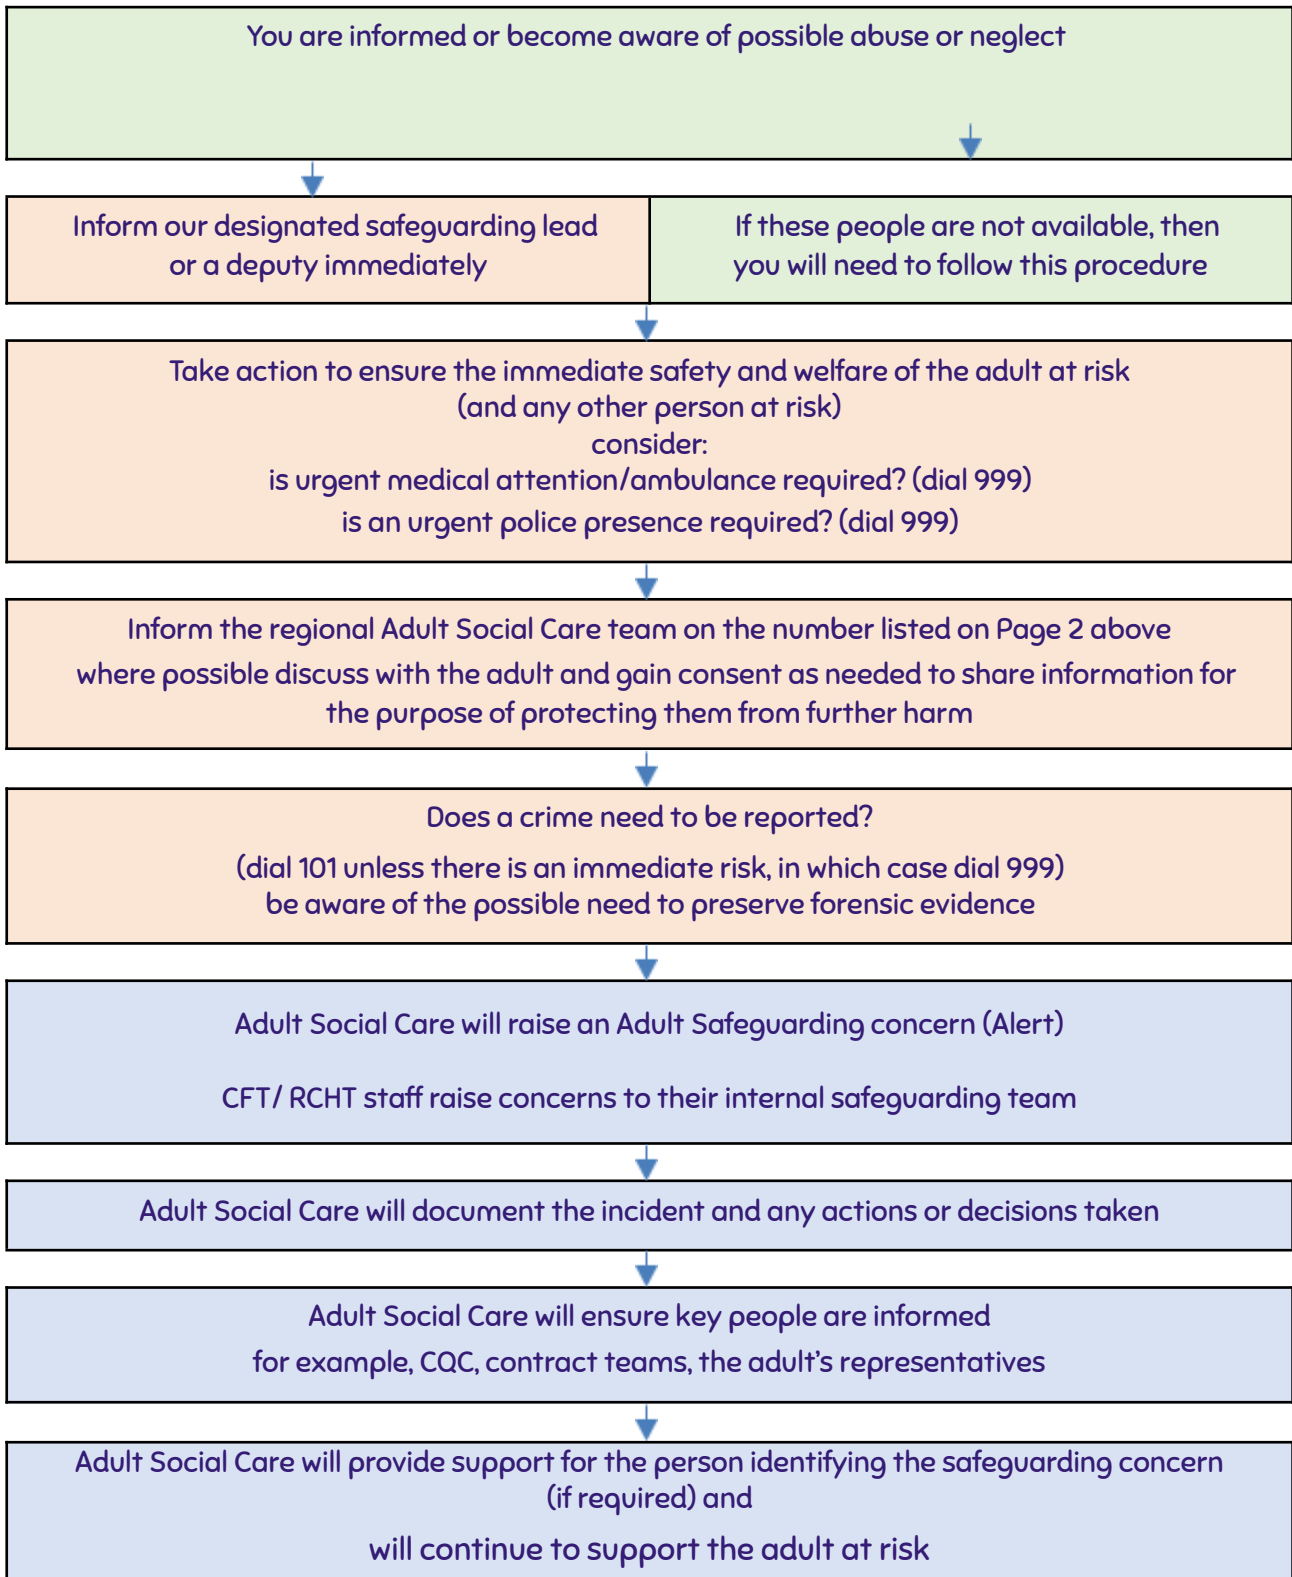 You are informed or become aware of possible abuse or neglect
Inform our designated safeguarding lead
or a deputy immediately
If these people are not available, then
you will need to follow this procedure
Take action to ensure the immediate safety and welfare of the adult at risk
(and any other person at risk)
consider:
is urgent medical attention/ambulance required? (dial 999)
is an urgent police presence required? (dial 999)
Inform the regional Adult Social Care team on the number listed on Page 2 above
where possible discuss with the adult and gain consent as needed to share information for
the purpose of protecting them from further harm
Does a crime need to be reported?
(dial 101 unless there is an immediate risk, in which case dial 999)
be aware of the possible need to preserve forensic evidence
Adult Social Care will raise an Adult Safeguarding concern (Alert)
CFT/ RCHT staff raise concerns to their internal safeguarding team
Adult Social Care will document the incident and any actions or decisions taken
Adult Social Care will ensure key people are informed
for example, CQC, contract teams, the adult's representatives
Adult Social Care will provide support for the person identifying the safeguarding concern
(if required) and
will continue to support the adult at risk